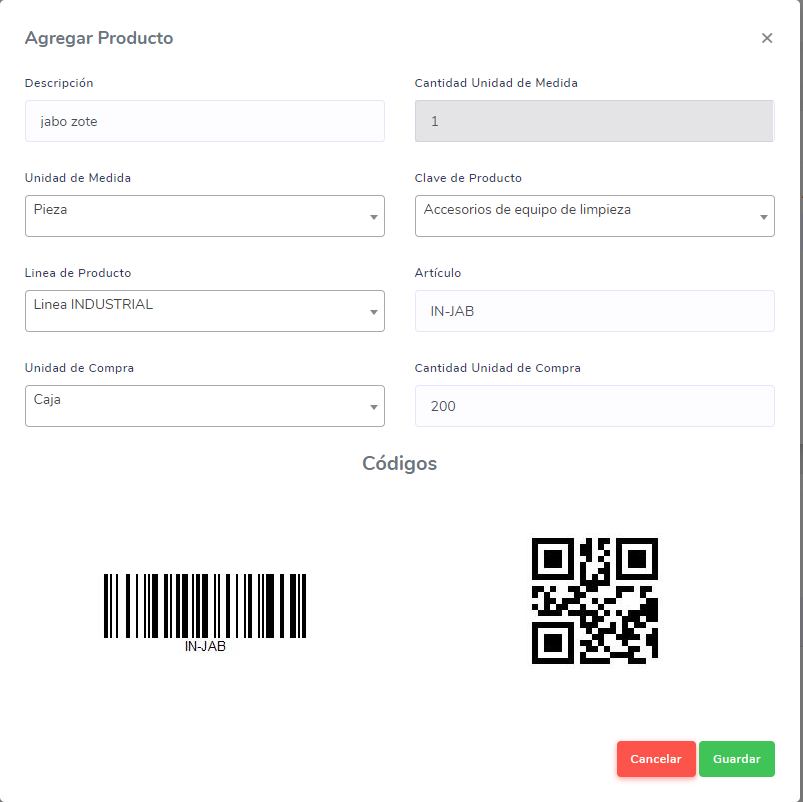 Agregar Producto
×
Descripción
Cantidad Unidad de Medida
jabo zote
1
Unidad de Medida
Clave de Producto
Pieza
Accesorios de equipo de limpieza
Linea de Producto
Artículo
Linea INDUSTRIAL
IN-JAB
Unidad de Compra
Cantidad Unidad de Compra
Caja
200
Códigos
IN-JAB
Cancelar
Guardar